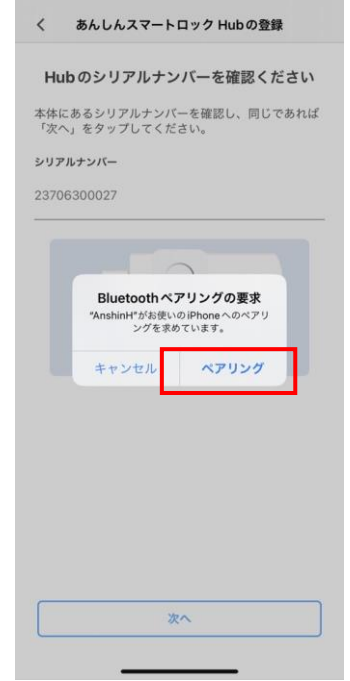 あんしんスマートロック Hubの登録
Hubのシリアルナンバーを確認ください
本体にあるシリアルナンバーを確認し、同じであれば
「次へ」をタップしてください。
シリアルナンバー
23706300027
Bluetoothペアリングの要求
"AnshinH"がお使いのiPhoneへのペアリ
ングを求めています。
キャンセル ペアリング
次へ